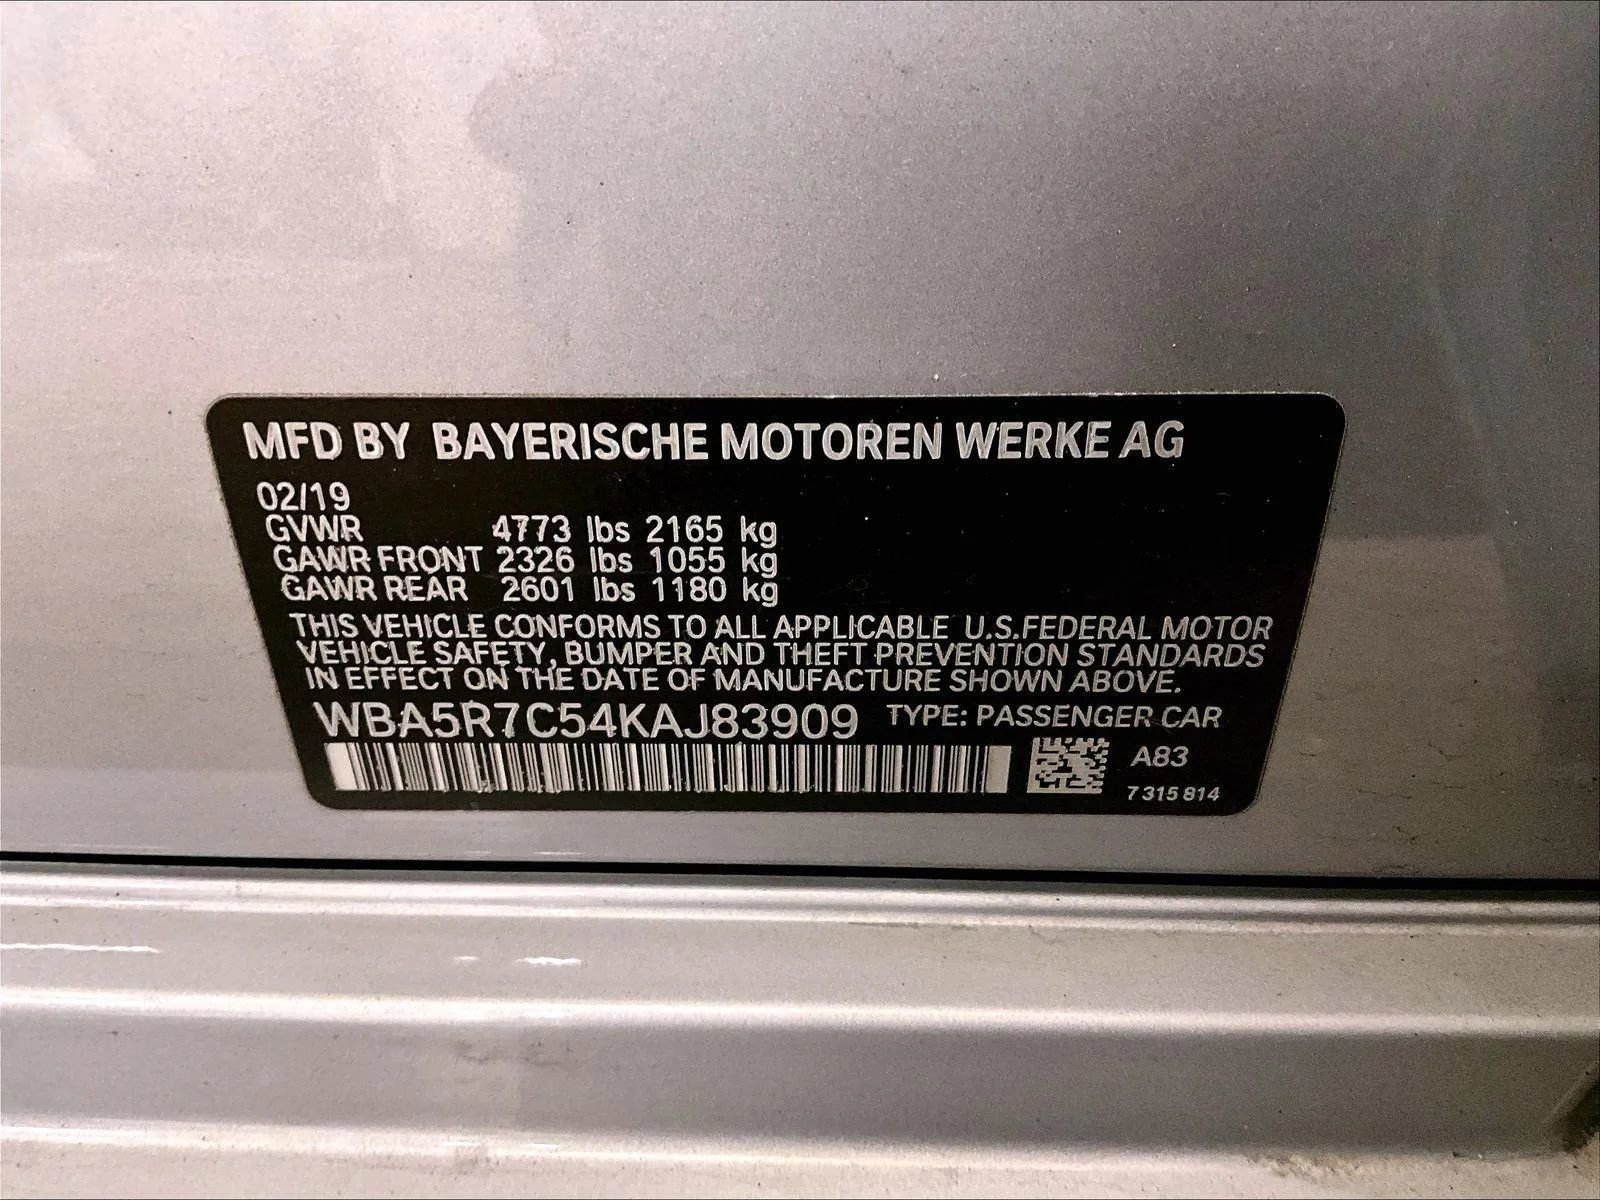 MFD BY BAYERISCHE MOTOREN WERKE AG
02/19
GVWR 4773 lbs 2165 kg
GAWR FRONT 2326 lbs 1055 kg
GAWR REAR 2601 lbs 1180 kg
THIS VEHICLE CONFORMS TO ALL APPLICABLE U.S.FEDERAL MOTOR
VEHICLE SAFETY, BUMPER AND THEFT PREVENTION STANDARDS
IN EFFECT ON THE DATE OF MANUFACTURE SHOWN ABOVE.
WBA5R7C54KAJ83909 TYPE: PASSENGER CAR
A83
7 315 814